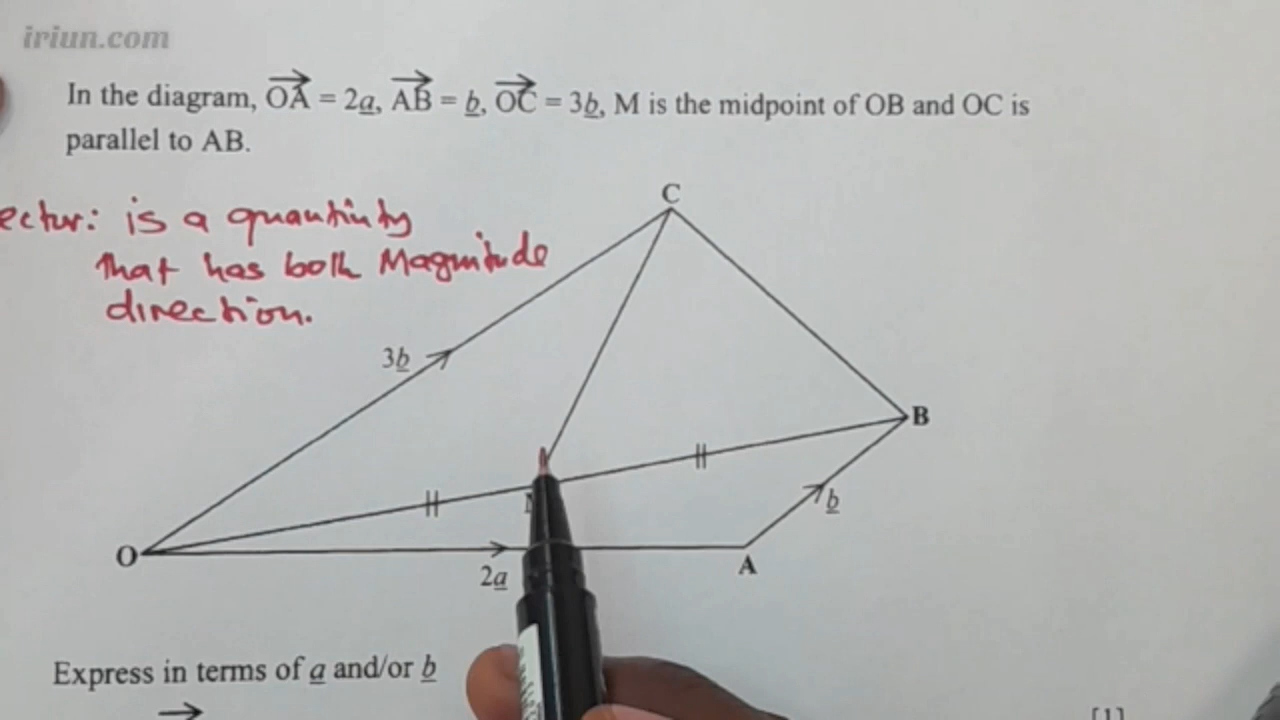 iriun.com
In the diagram, OA = 2a, AB = b, OC = 3b, M is the midpoint of OB and OC is
parallel to AB.
C
ector: is a quantinty
that has both Magnitude
direction.
3b
B
b
O
A
2a
Express in terms of a and/or b
[1]